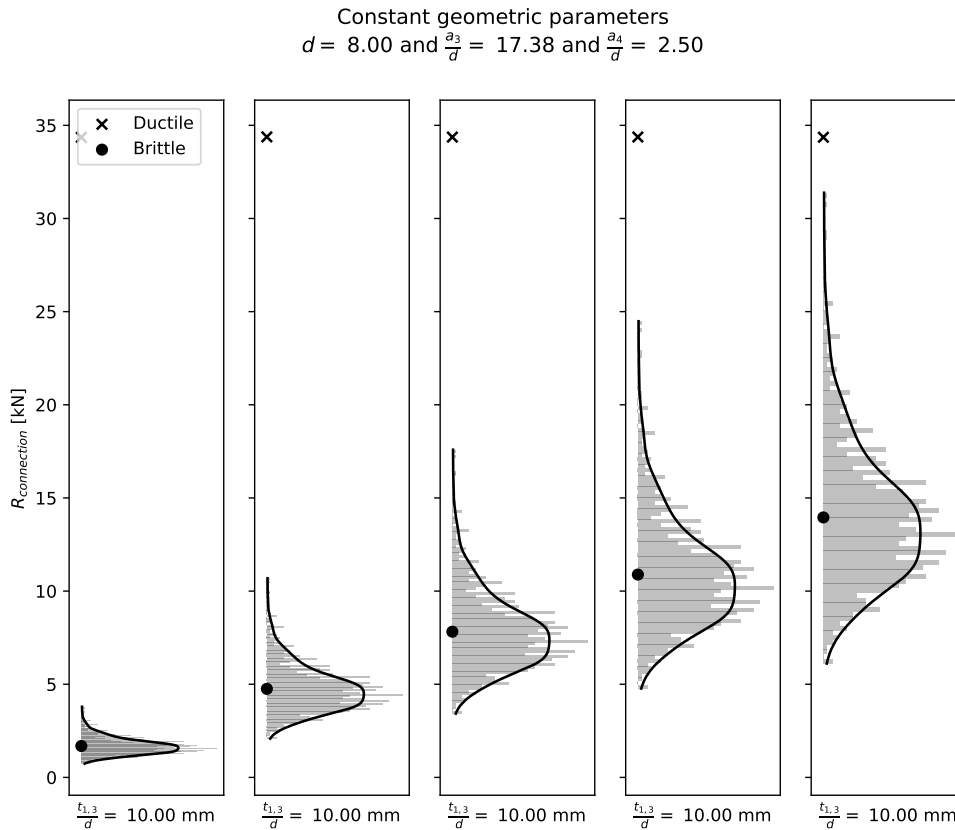 Constant geometric parameters
d = 8.00 and a₃/d = 17.38 and a₄/d = 2.50
Ductile
Brittle
R_connection [kN]
35
30
25
20
15
10
5
0
t₁,₃/d = 10.00 mm
t₁,₃/d = 10.00 mm
t₁,₃/d = 10.00 mm
t₁,₃/d = 10.00 mm
t₁,₃/d = 10.00 mm